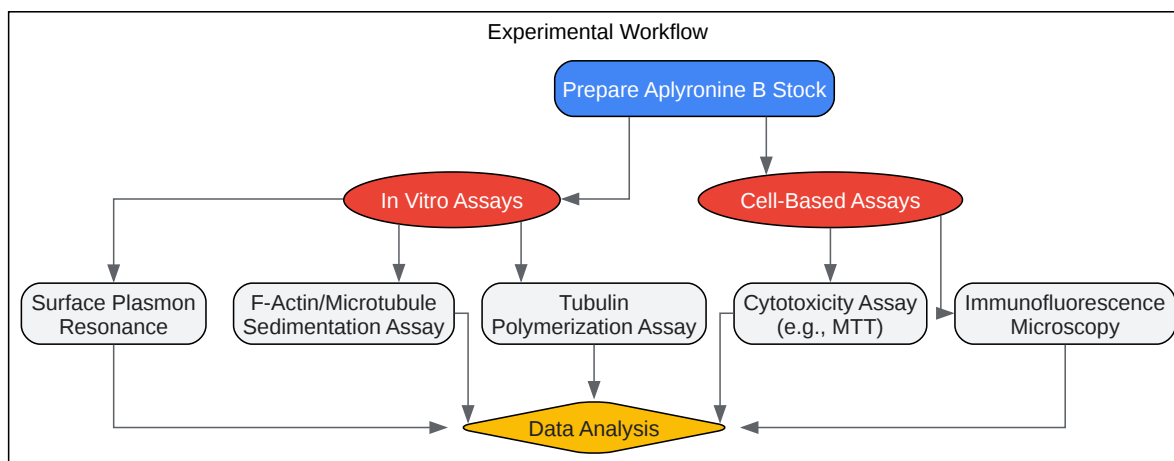 Experimental Workflow
Prepare Aplyronine B Stock
In Vitro Assays
Cell-Based Assays
Surface Plasmon
Resonance
F-Actin/Microtubule
Sedimentation Assay
Tubulin
Polymerization Assay
Cytotoxicity Assay
(e.g., MTT)
Immunofluorescence
Microscopy
Data Analysis